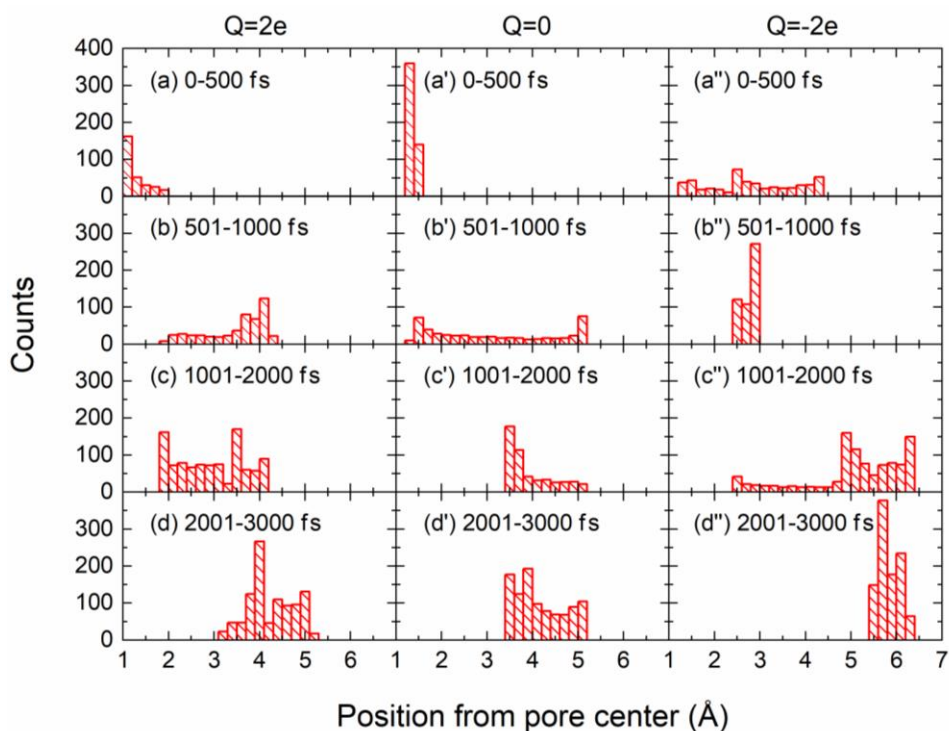 Q=2e Q=0 Q=-2e
400 (a) 0-500 fs (a') 0-500 fs (a") 0-500 fs
300
200
100
0
(b) 501-1000 fs (b') 501-1000 fs (b") 501-1000 fs
300
200
100
0
Counts
(c) 1001-2000 fs (c') 1001-2000 fs (c") 1001-2000 fs
300
200
100
0
(d) 2001-3000 fs (d') 2001-3000 fs (d") 2001-3000 fs
300
200
100
0
1 2 3 4 5 6 1 2 3 4 5 6 1 2 3 4 5 6 7
Position from pore center (Å)